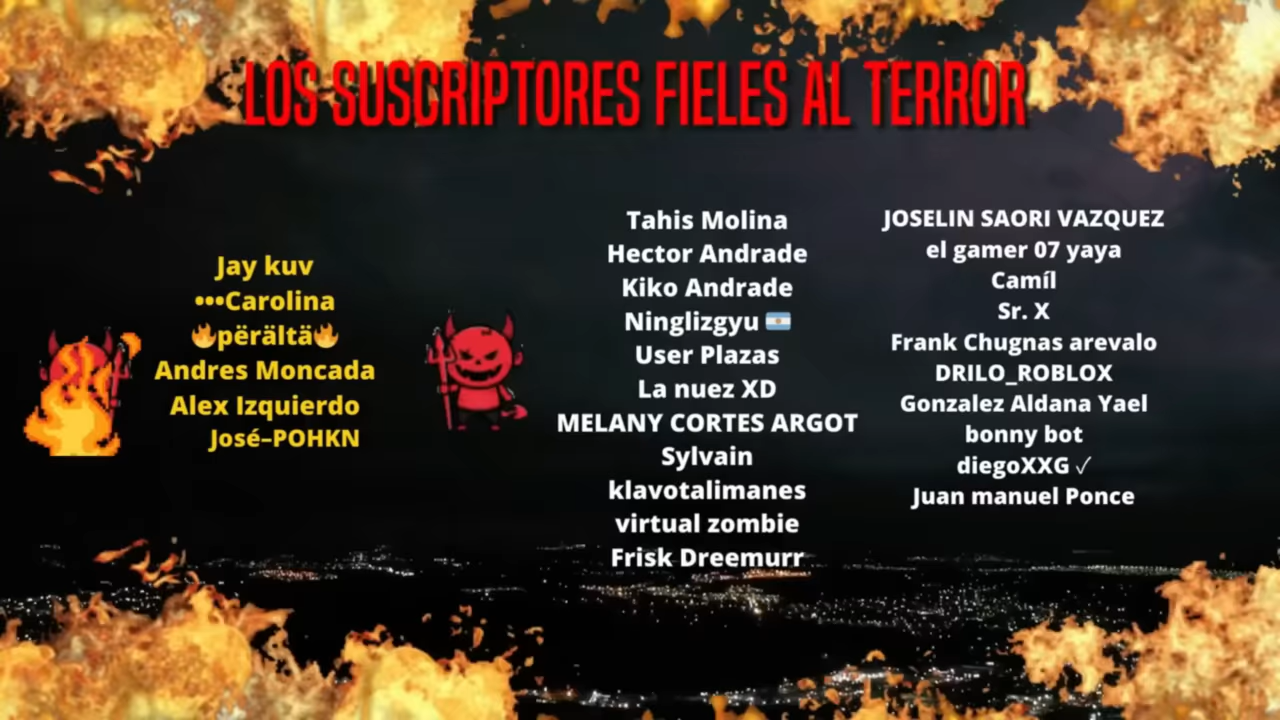 LOS SUSCRIPTORES FIELES AL TERROR
Jay kuv
•••Carolina
🔥përältä🔥
Andres Moncada
Alex Izquierdo
José–POHKN
Tahis Molina
Hector Andrade
Kiko Andrade
Ninglizgyu 🇦🇷
User Plazas
La nuez XD
MELANY CORTES ARGOT
Sylvain
klavotalimanes
virtual zombie
Frisk Dreemurr
JOSELIN SAORI VAZQUEZ
el gamer 07 yaya
Camíl
Sr. X
Frank Chugnas arevalo
DRILO_ROBLOX
Gonzalez Aldana Yael
bonny bot
diegoXXG ✓
Juan manuel Ponce